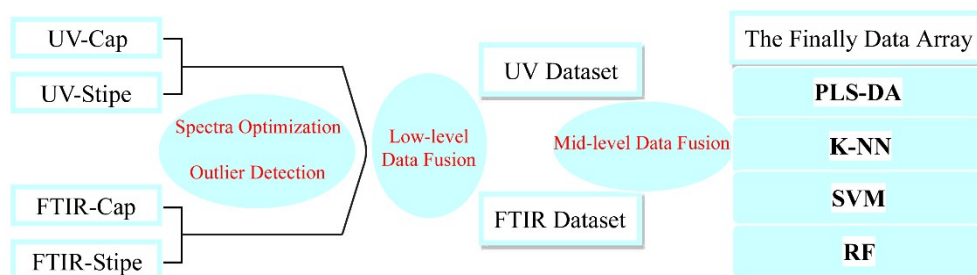 UV-Cap
UV-Stipe
Spectra Optimization
Outlier Detection
FTIR-Cap
FTIR-Stipe
Low-level
Data Fusion
UV Dataset
FTIR Dataset
Mid-level Data Fusion
The Finally Data Array
PLS-DA
K-NN
SVM
RF